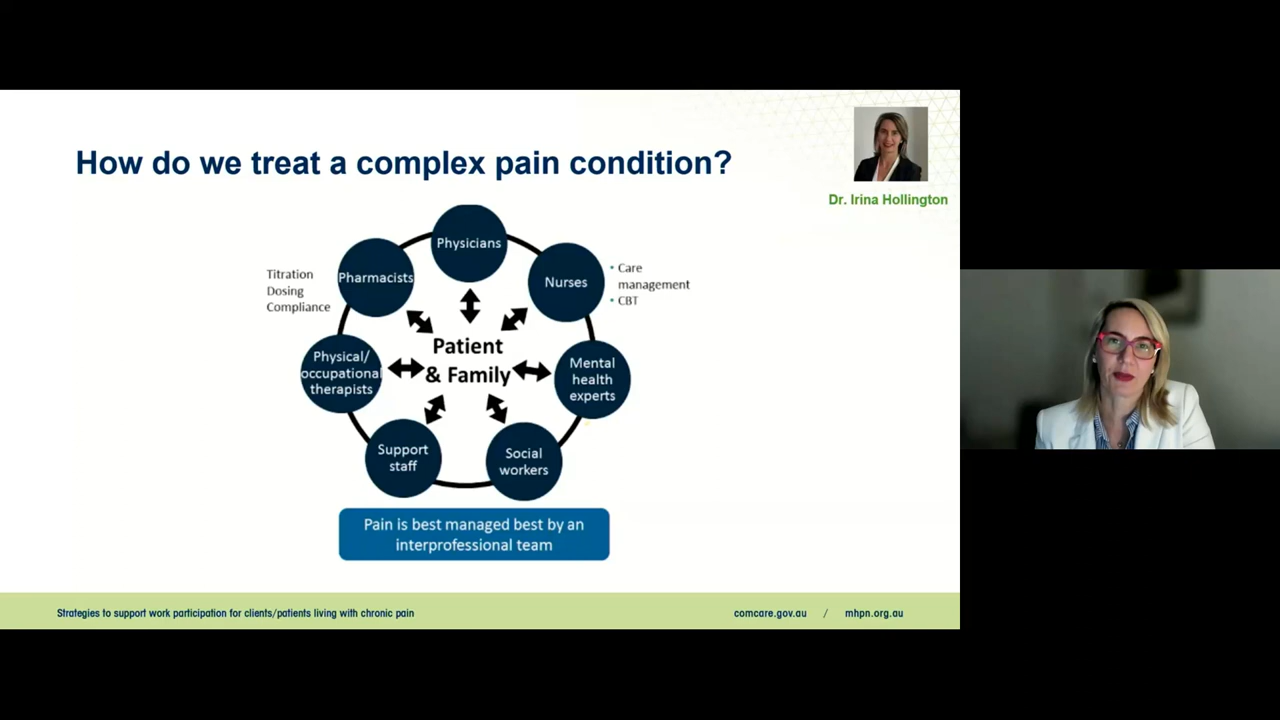 How do we treat a complex pain condition?
Dr. Irina Hollington
Physicians
Pharmacists
Titration
Dosing
Compliance
Nurses
• Care
management
• CBT
Patient
& Family
Physical/
occupational
therapists
Mental
health
experts
Support
staff
Social
workers
Pain is best managed best by an
interprofessional team
Strategies to support work participation for clients/patients living with chronic pain
comcare.gov.au / mhpn.org.au